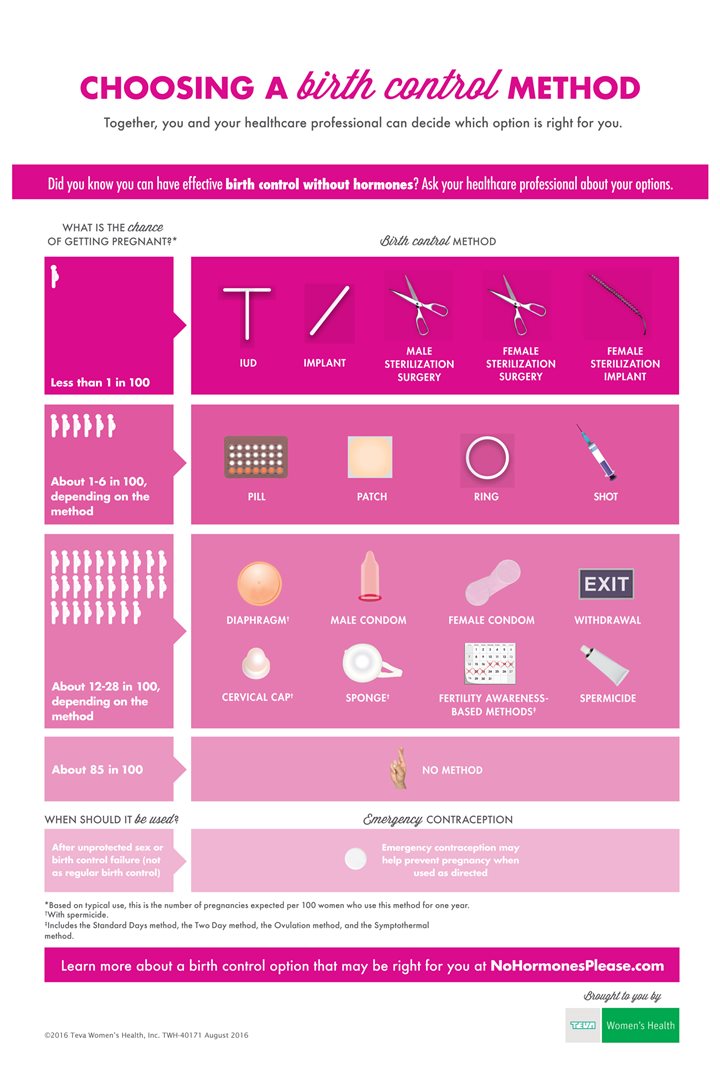 CHOOSING A birth control METHOD
Together, you and your healthcare professional can decide which option is right for you.
Did you know you can have effective birth control without hormones? Ask your healthcare professional about your options.
WHAT IS THE chance
OF GETTING PREGNANT?*
Birth control METHOD
Less than 1 in 100
IUD
IMPLANT
MALE
STERILIZATION
SURGERY
FEMALE
STERILIZATION
SURGERY
FEMALE
STERILIZATION
IMPLANT
About 1-6 in 100,
depending on the
method
PILL
PATCH
RING
SHOT
About 12-28 in 100,
depending on the
method
DIAPHRAGM†
MALE CONDOM
FEMALE CONDOM
EXIT
WITHDRAWAL
CERVICAL CAP†
SPONGE†
FERTILITY AWARENESS-
BASED METHODS‡
SPERMICIDE
About 85 in 100
NO METHOD
WHEN SHOULD IT be used?
Emergency CONTRACEPTION
After unprotected sex or
birth control failure (not
as regular birth control)
Emergency contraception may
help prevent pregnancy when
used as directed
*Based on typical use, this is the number of pregnancies expected per 100 women who use this method for one year.
†With spermicide.
‡Includes the Standard Days method, the Two Day method, the Ovulation method, and the Symptothermal
method.
Learn more about a birth control option that may be right for you at NoHormonesPlease.com
Brought to you by
TEVA Women's Health
©2016 Teva Women's Health, Inc. TWH-40171 August 2016